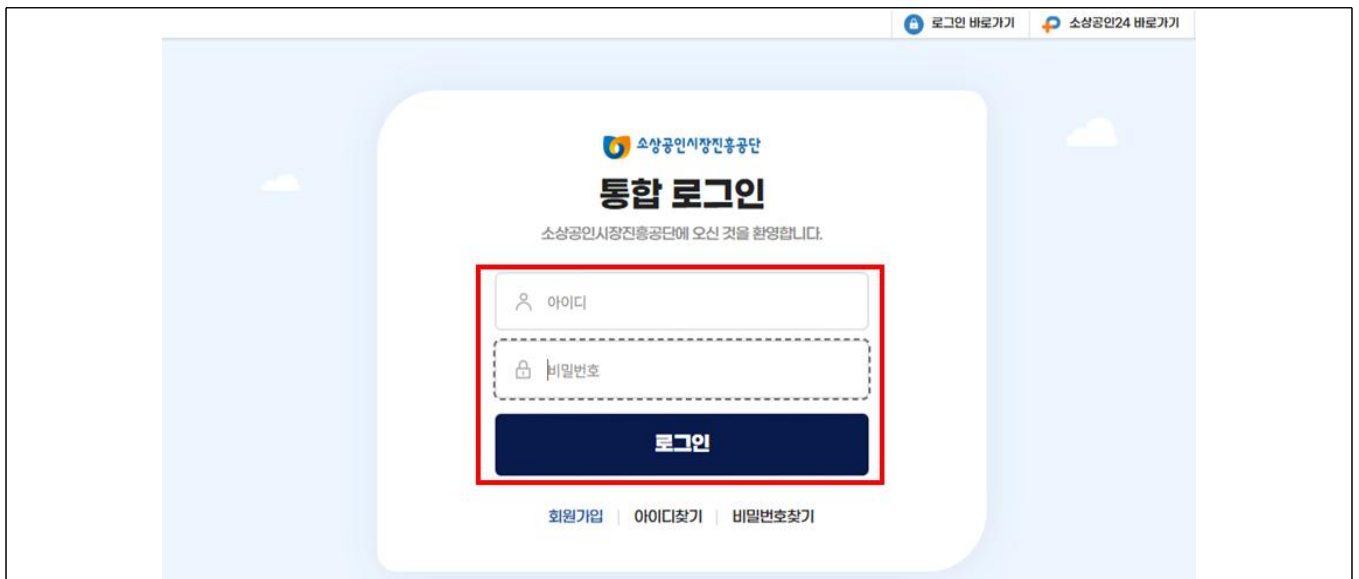 로그인 바로가기 소상공인24 바로가기
소상공인시장진흥공단
통합 로그인
소상공인시장진흥공단에 오신 것을 환영합니다.
아이디
비밀번호
로그인
회원가입 | 아이디찾기 | 비밀번호찾기